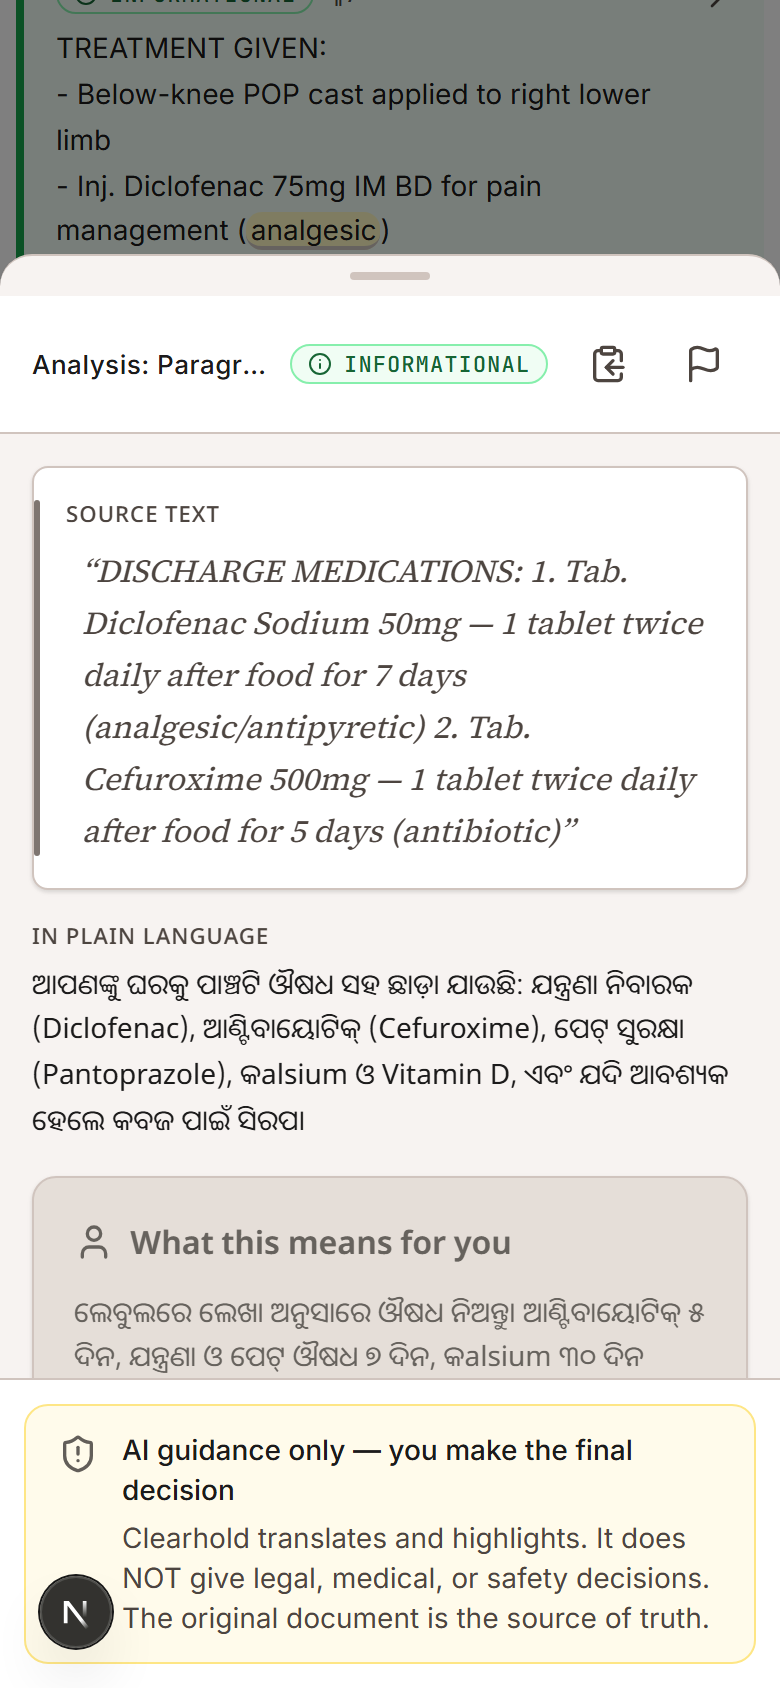 TREATMENT GIVEN:
- Below-knee POP cast applied to right lower
limb
- Inj. Diclofenac 75mg IM BD for pain
management (analgesic)
Analysis: Paragr...
INFORMATIONAL
SOURCE TEXT
“DISCHARGE MEDICATIONS: 1. Tab.
Diclofenac Sodium 50mg — 1 tablet twice
daily after food for 7 days
(analgesic/antipyretic) 2. Tab.
Cefuroxime 500mg — 1 tablet twice daily
after food for 5 days (antibiotic)”
IN PLAIN LANGUAGE
ଆପଣଙ୍କୁ ଘରକୁ ପାଞ୍ଚଟି ଔଷଧ ସହ ଛାଡ଼ା ଯାଉଛି: ଯନ୍ତ୍ରଣା ନିବାରକ
(Diclofenac), ଆଣ୍ଟିବାୟୋଟିକ୍ (Cefuroxime), ପେଟ୍ ସୁରକ୍ଷା
(Pantoprazole), କalsium ଓ Vitamin D, ଏବଂ ଯଦି ଆବଶ୍ୟକ
ହେଲେ କବଜ ପାଇଁ ସିରପ।
What this means for you
ଲେବୁଲରେ ଲେଖା ଅନୁସାରେ ଔଷଧ ନିଅନ୍ତୁ। ଆଣ୍ଟିବାୟୋଟିକ୍ ୫
ଦିନ, ଯନ୍ତ୍ରଣା ଓ ପେଟ୍ ଔଷଧ ୭ ଦିନ, କalsium ୩୦ ଦିନ
AI guidance only — you make the final
decision
Clearhold translates and highlights. It does
NOT give legal, medical, or safety decisions.
The original document is the source of truth.
N